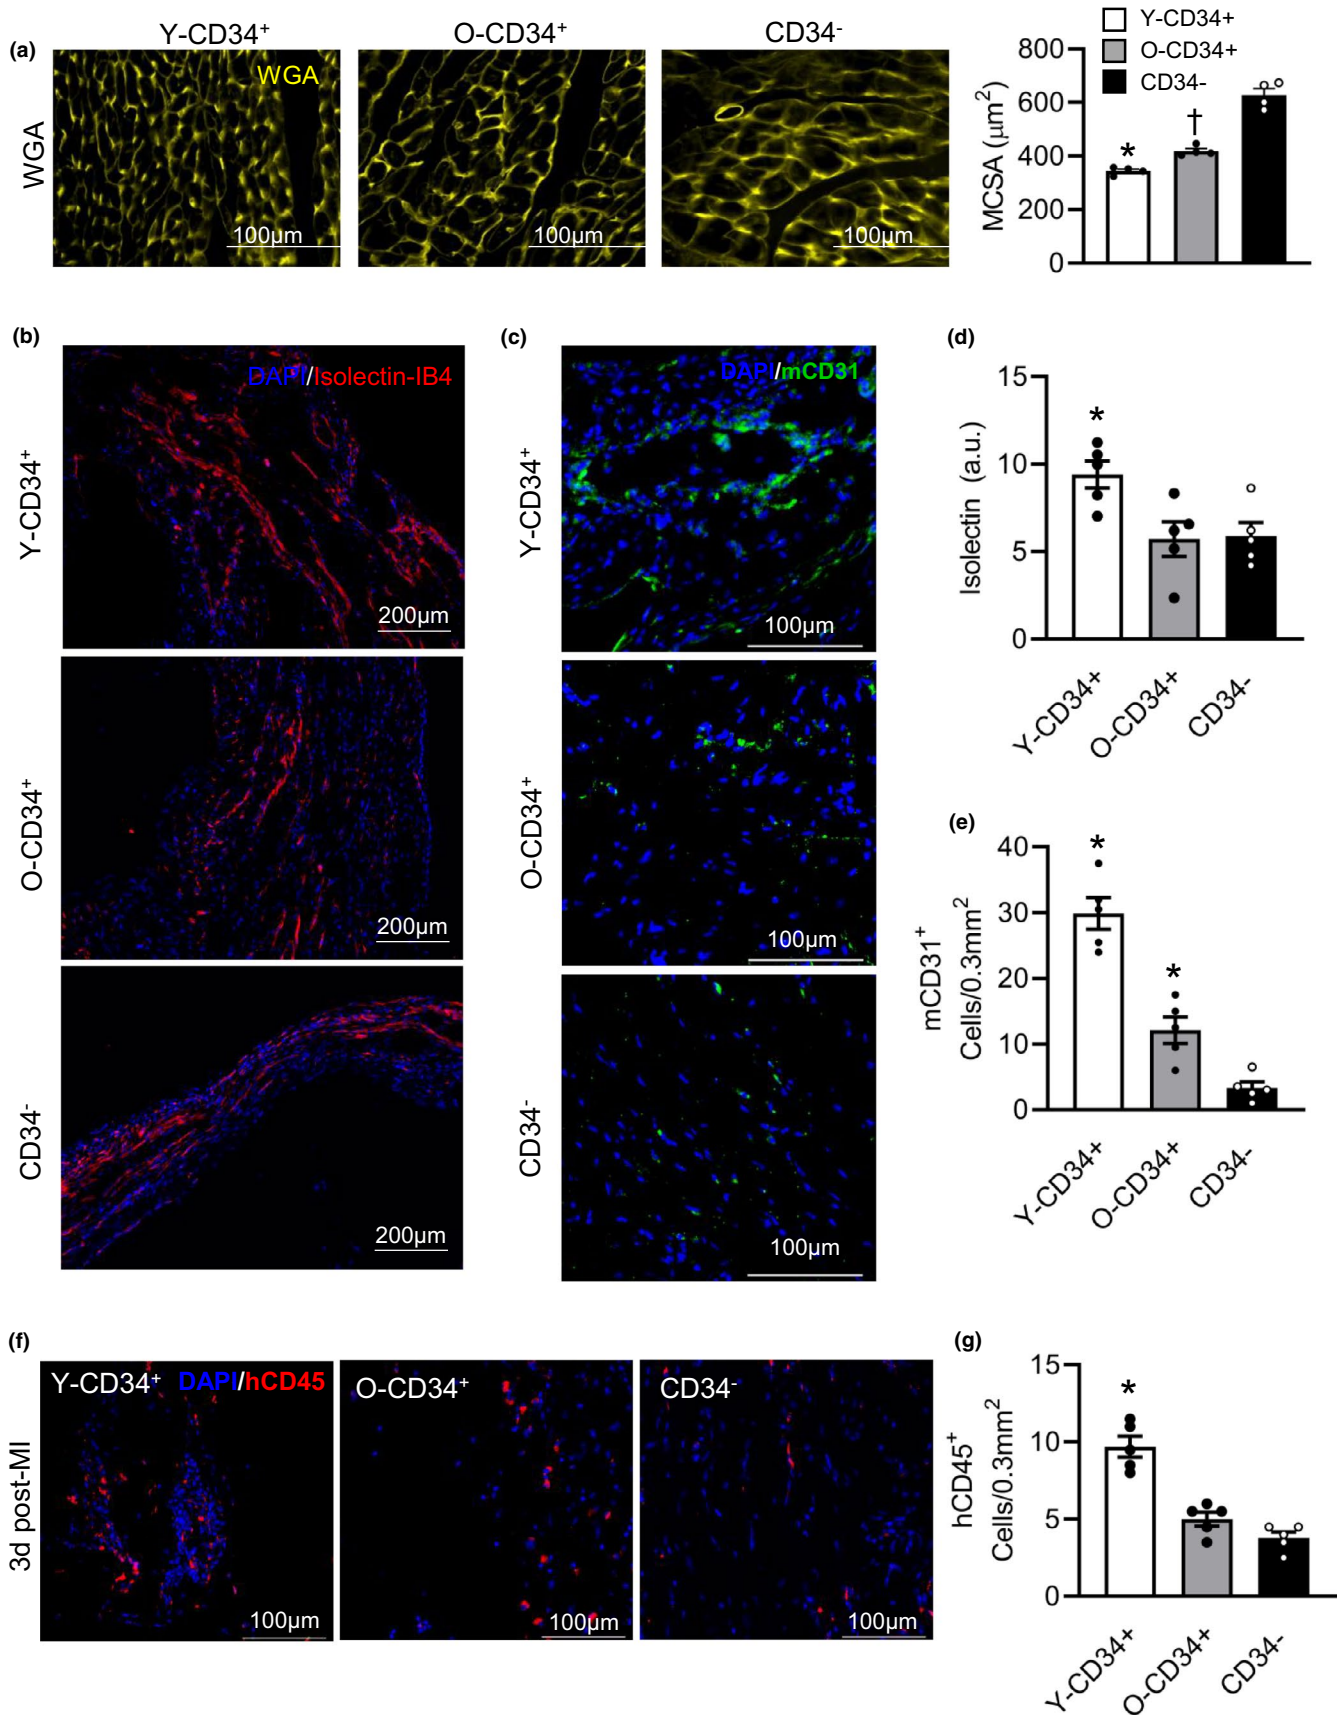 (a)
Y-CD34⁺
O-CD34⁺
CD34⁻
WGA
WGA
100µm
100µm
100µm
Y-CD34+
O-CD34+
CD34-
MCSA (µm²)
800
600
400
200
0
*
†
(b)
DAPI/Isolectin-IB4
Y-CD34⁺
200µm
O-CD34⁺
200µm
CD34⁻
200µm
(c)
DAPI/mCD31
Y-CD34⁺
100µm
O-CD34⁺
100µm
CD34⁻
100µm
(d)
Isolectin (a.u.)
15
10
5
0
*
Y-CD34+
O-CD34+
CD34-
(e)
mCD31⁺
Cells/0.3mm²
40
30
20
10
0
*
*
Y-CD34+
O-CD34+
CD34-
(f)
3d post-MI
Y-CD34⁺ DAPI/hCD45
100µm
O-CD34⁺
100µm
CD34⁻
100µm
(g)
hCD45⁺
Cells/0.3mm²
15
10
5
0
*
Y-CD34+
O-CD34+
CD34-